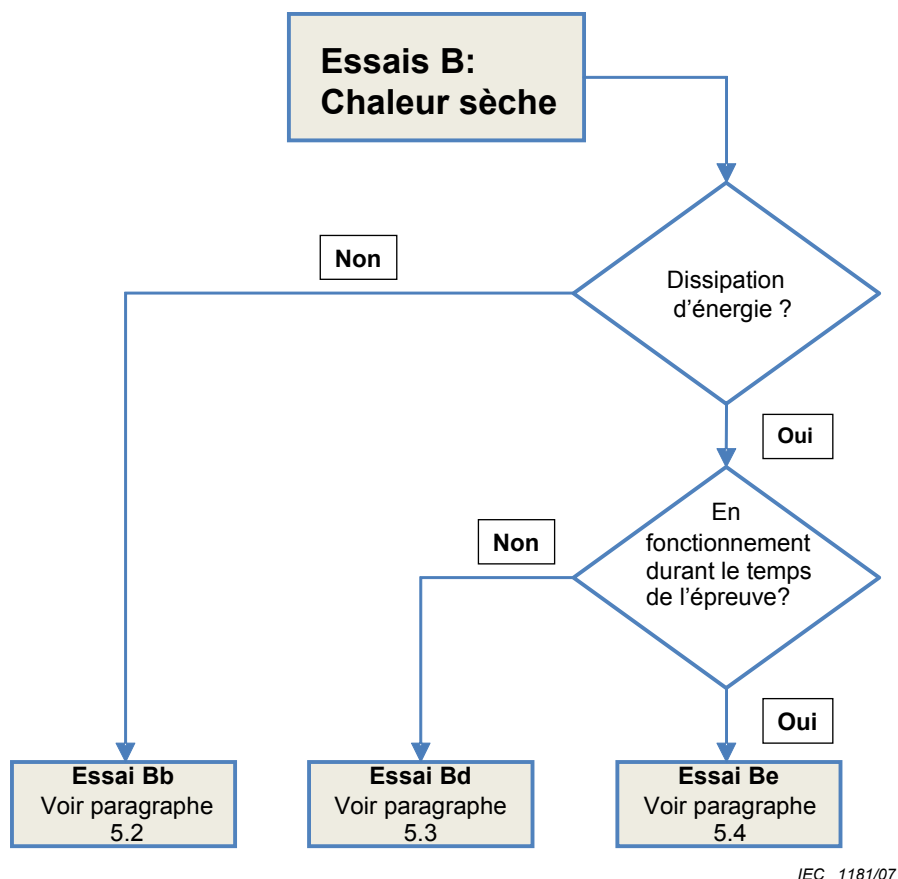 Essais B:
Chaleur sèche
Non
Dissipation
d’énergie ?
Oui
En
fonctionnement
durant le temps
de l’épreuve?
Non
Oui
Essai Bb
Voir paragraphe
5.2
Essai Bd
Voir paragraphe
5.3
Essai Be
Voir paragraphe
5.4
IEC 1181/07